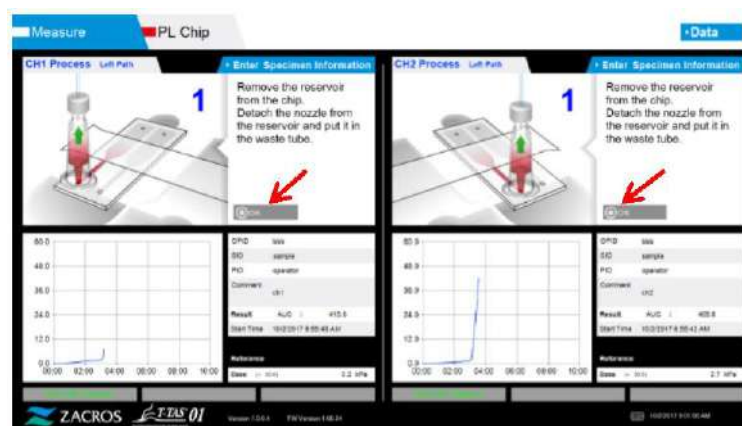 Measure
PL Chip
Data
CH1 Process Left Path
Enter Specimen Information
1
Remove the reservoir
from the chip.
Detach the nozzle from
the reservoir and put it in
the waste tube.
OK
60.0
48.0
36.0
24.0
12.0
0.0
00:00 02:00 04:00 06:00 08:00 10:00
SID sample
PID operator
Comment
ch1
Result AUC :
Start Time
Reference
Base
CH2 Process Left Path
Enter Specimen Information
1
Remove the reservoir
from the chip.
Detach the nozzle from
the reservoir and put it in
the waste tube.
OK
60.0
48.0
36.0
24.0
12.0
0.0
00:00 02:00 04:00 06:00 08:00 10:00
SID sample
PID operator
Comment
ch2
Result AUC :
Start Time
Reference
Base
ZACROS T-TAS 01